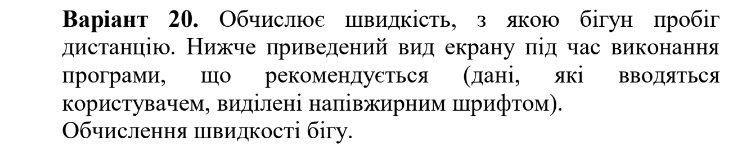 Варіант 20. Обчислює швидкість, з якою бігун пробіг
дистанцію. Нижче приведений вид екрану під час виконання
програми, що рекомендується (дані, які вводяться
користувачем, виділені напівжирним шрифтом).
Обчислення швидкості бігу.